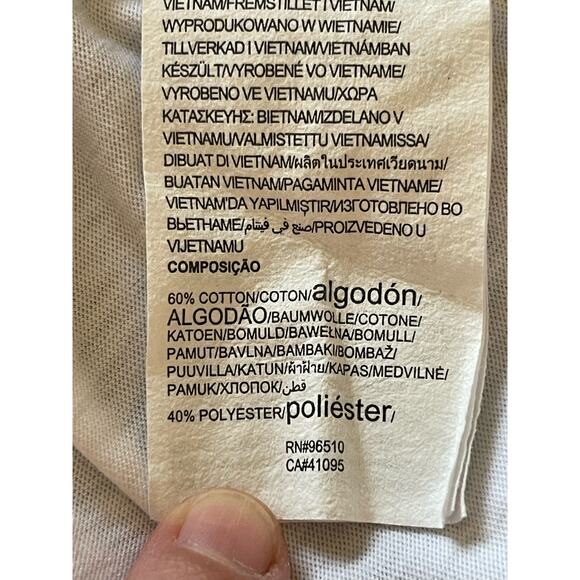 VIETNAM/FREMSTILLET I VIETNAM/
WYPRODUKOWANO W WIETNAMIE/
TILLVERKAD I VIETNAM/VIETNÁMBAN
KÉSZÜLT/VYROBENÉ VO VIETNAME/
VYROBENO VE VIETNAMU/ΧΩΡΑ
ΚΑΤΑΣΚΕΥΗΣ: ΒΙΕΤΝΑΜ/IZDELANO V
VIETNAMU/VALMISTETTU VIETNAMISSA/
DIBUAT DI VIETNAM/ผลิตในประเทศเวียดนาม/
BUATAN VIETNAM/PAGAMINTA VIETNAME/
VIETNAM'DA YAPILMIŞTIR/ИЗГОТОВЛЕНО ВО
ВЬЕТНАМЕ/صنع في فيتنام/PROIZVEDENO U
VIJETNAMU
COMPOSIÇÃO
60% COTTON/COTON/algodón/
ALGODÃO/BAUMWOLLE/COTONE/
KATOEN/BOMULD/BAWEŁNA/BOMULL/
PAMUT/BAVLNA/ΒΑΜΒΑΚΙ/BOMBAŽ/
PUUVILLA/KATUN/ผ้าฝ้าย/KAPAS/MEDVILNĖ/
PAMUK/ХЛОПОК/قطن/
40% POLYESTER/poliéster/
RN#96510
CA#41095